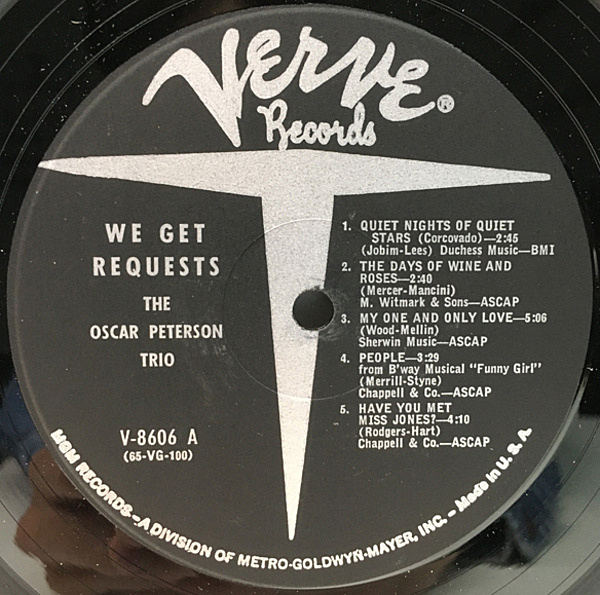 Verve ®
Records
WE GET
REQUESTS
THE
OSCAR PETERSON
TRIO
V-8606 A
(65-VG-100)
1. QUIET NIGHTS OF QUIET
STARS (Corcovado)—2:45
(Jobim-Lees) Duchess Music—BMI
2. THE DAYS OF WINE AND
ROSES—2:40
(Mercer-Mancini)
M. Witmark & Sons—ASCAP
3. MY ONE AND ONLY LOVE—5:06
(Wood-Mellin)
Sherwin Music—ASCAP
4. PEOPLE—3:29
from B'way Musical "Funny Girl"
(Merrill-Styne)
Chappell & Co.—ASCAP
5. HAVE YOU MET
MISS JONES?—4:10
(Rodgers-Hart)
Chappell & Co.—ASCAP
MGM RECORDS—A DIVISION OF METRO-GOLDWYN-MAYER, INC. – Made in U. S. A.